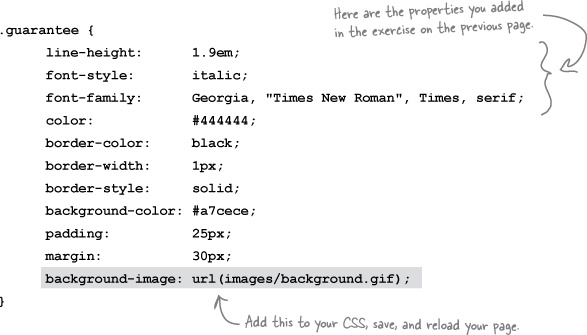 Here are the properties you added
in the exercise on the previous page.
.guarantee {
line-height: 1.9em;
font-style: italic;
font-family: Georgia, "Times New Roman", Times, serif;
color: #444444;
border-color: black;
border-width: 1px;
border-style: solid;
background-color: #a7cece;
padding: 25px;
margin: 30px;
background-image: url(images/background.gif);
}
Add this to your CSS, save, and reload your page.